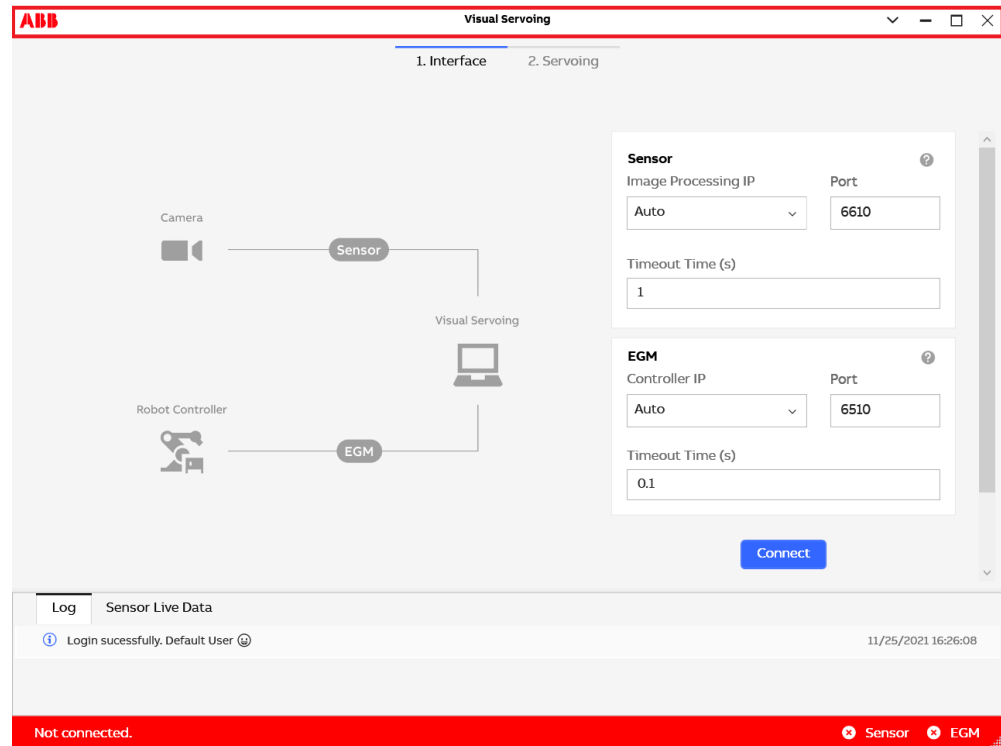 ABB Visual Servoing
1. Interface 2. Servoing
Camera
Sensor
Visual Servoing
Robot Controller
EGM
Sensor
Image Processing IP Port
Auto 6610
Timeout Time (s)
1
EGM
Controller IP Port
Auto 6510
Timeout Time (s)
0.1
Connect
Log Sensor Live Data
Login sucessfully. Default User 11/25/2021 16:26:08
Not connected. Sensor EGM